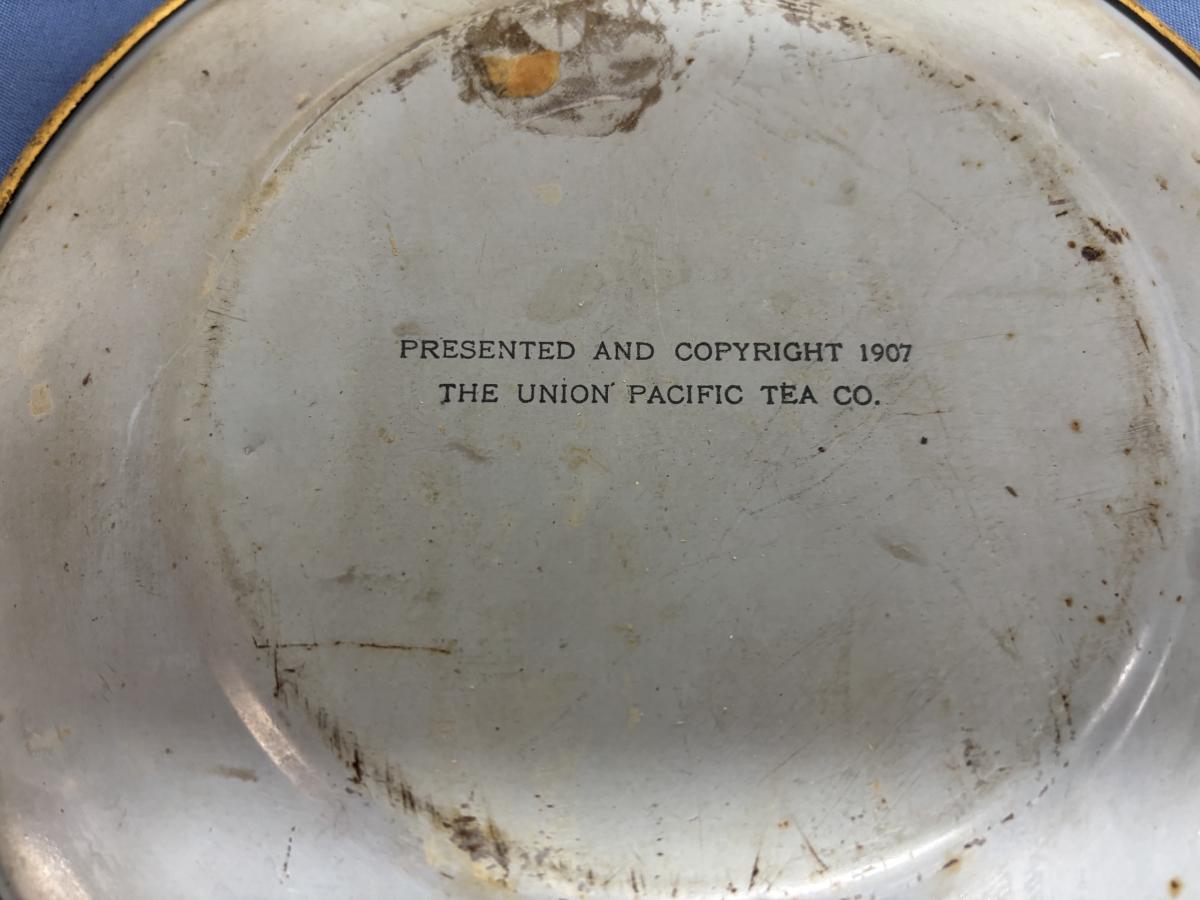 PRESENTED AND COPYRIGHT 1907
THE UNION PACIFIC TEA CO.